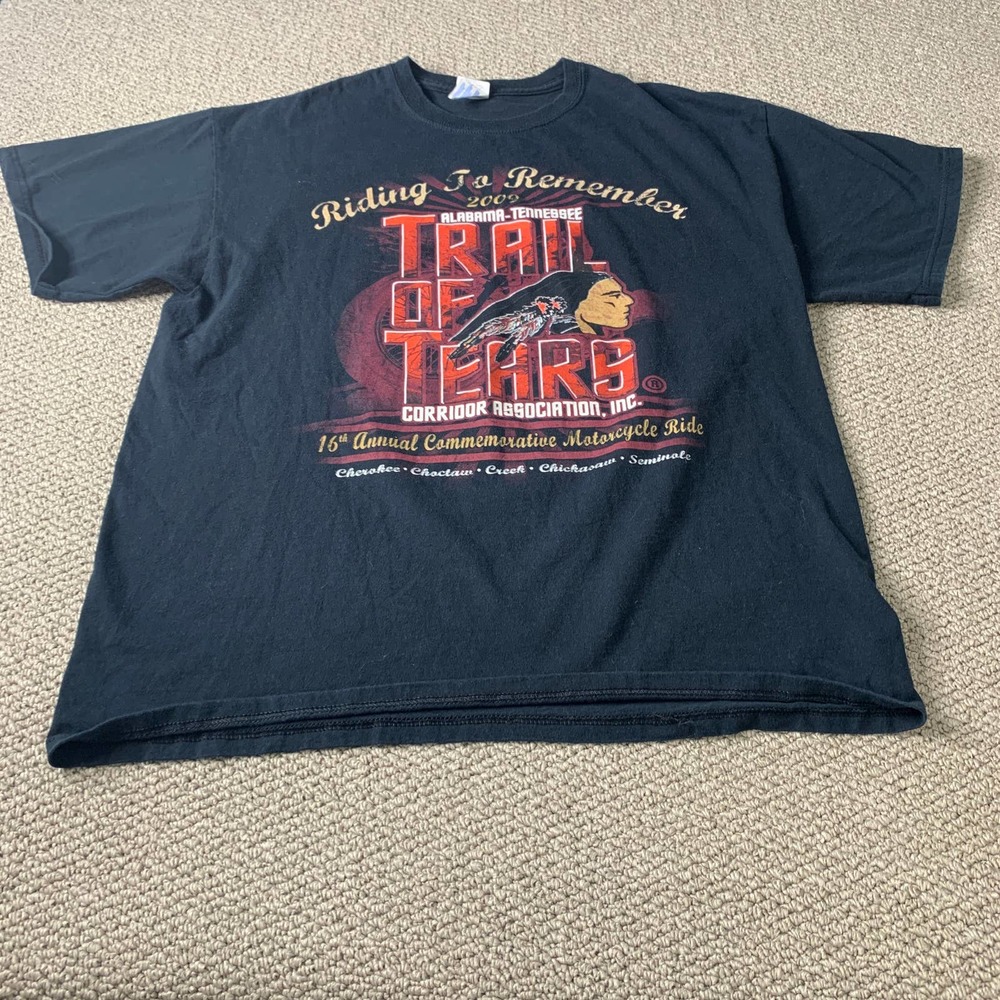 Riding To Remember
2009
ALABAMA-TENNESSEE
TRAIL
OF
TEARS ®
CORRIDOR ASSOCIATION, INC.
16th Annual Commemorative Motorcycle Ride
Cherokee • Choctaw • Creek • Chickasaw • Seminole